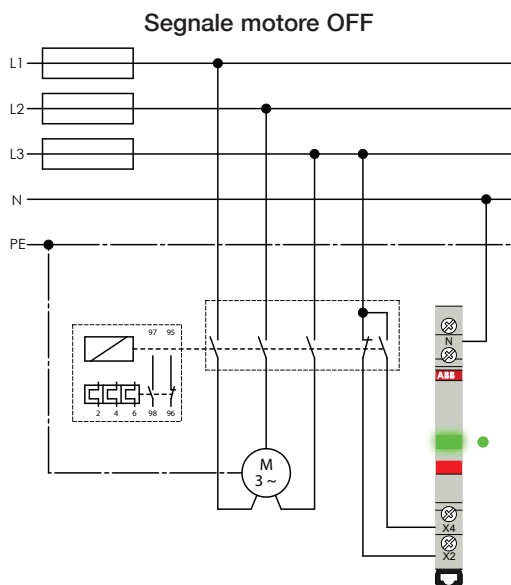 Segnale motore OFF
L1
L2
L3
N
PE
97 95
N
ABB
2 4 6 98 96
M
3 ~
X4
X2